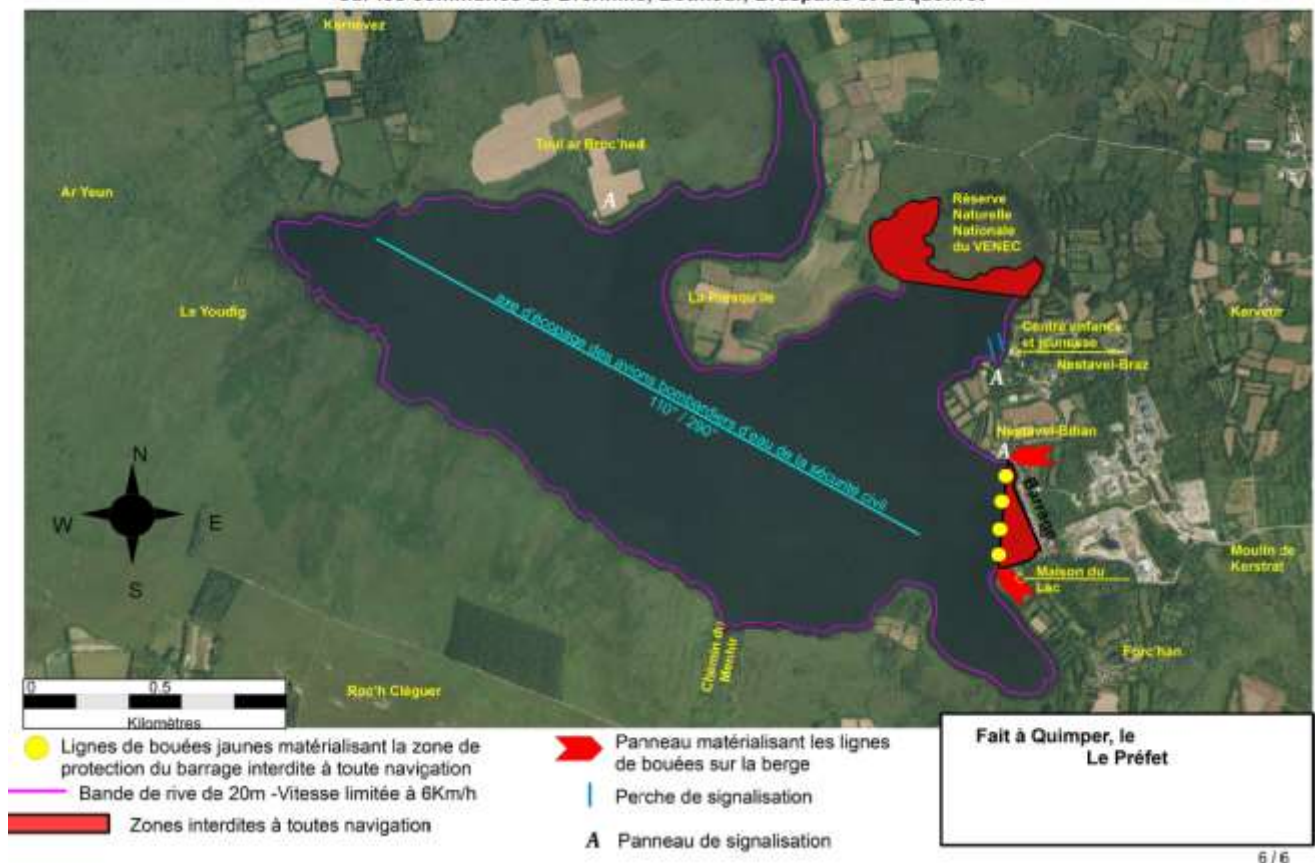 Kernevez
Toul ar Broc'hed
A
Ar Yeun
Réserve
Naturelle
Nationale
du VENEC
La Presqu'île
Le Youdig
Kerveur
Centre enfance
et jeunesse
Nestavel-Braz
A
axe d'écopage des avions bombardiers d'eau de la sécurité civil
110° / 290°
Nestavel-Bihan
A
Barrage
N
W
E
S
Moulin de
Kerstrat
Maison du
Lac
Forc'han
Chemin du
Menhir
Roc'h Cléguer
0 0.5
Kilomètres
Lignes de bouées jaunes matérialisant la zone de
protection du barrage interdite à toute navigation
Bande de rive de 20m -Vitesse limitée à 6Km/h
Zones interdites à toutes navigation
Panneau matérialisant les lignes
de bouées sur la berge
Perche de signalisation
A Panneau de signalisation
Fait à Quimper, le
Le Préfet
6 / 6